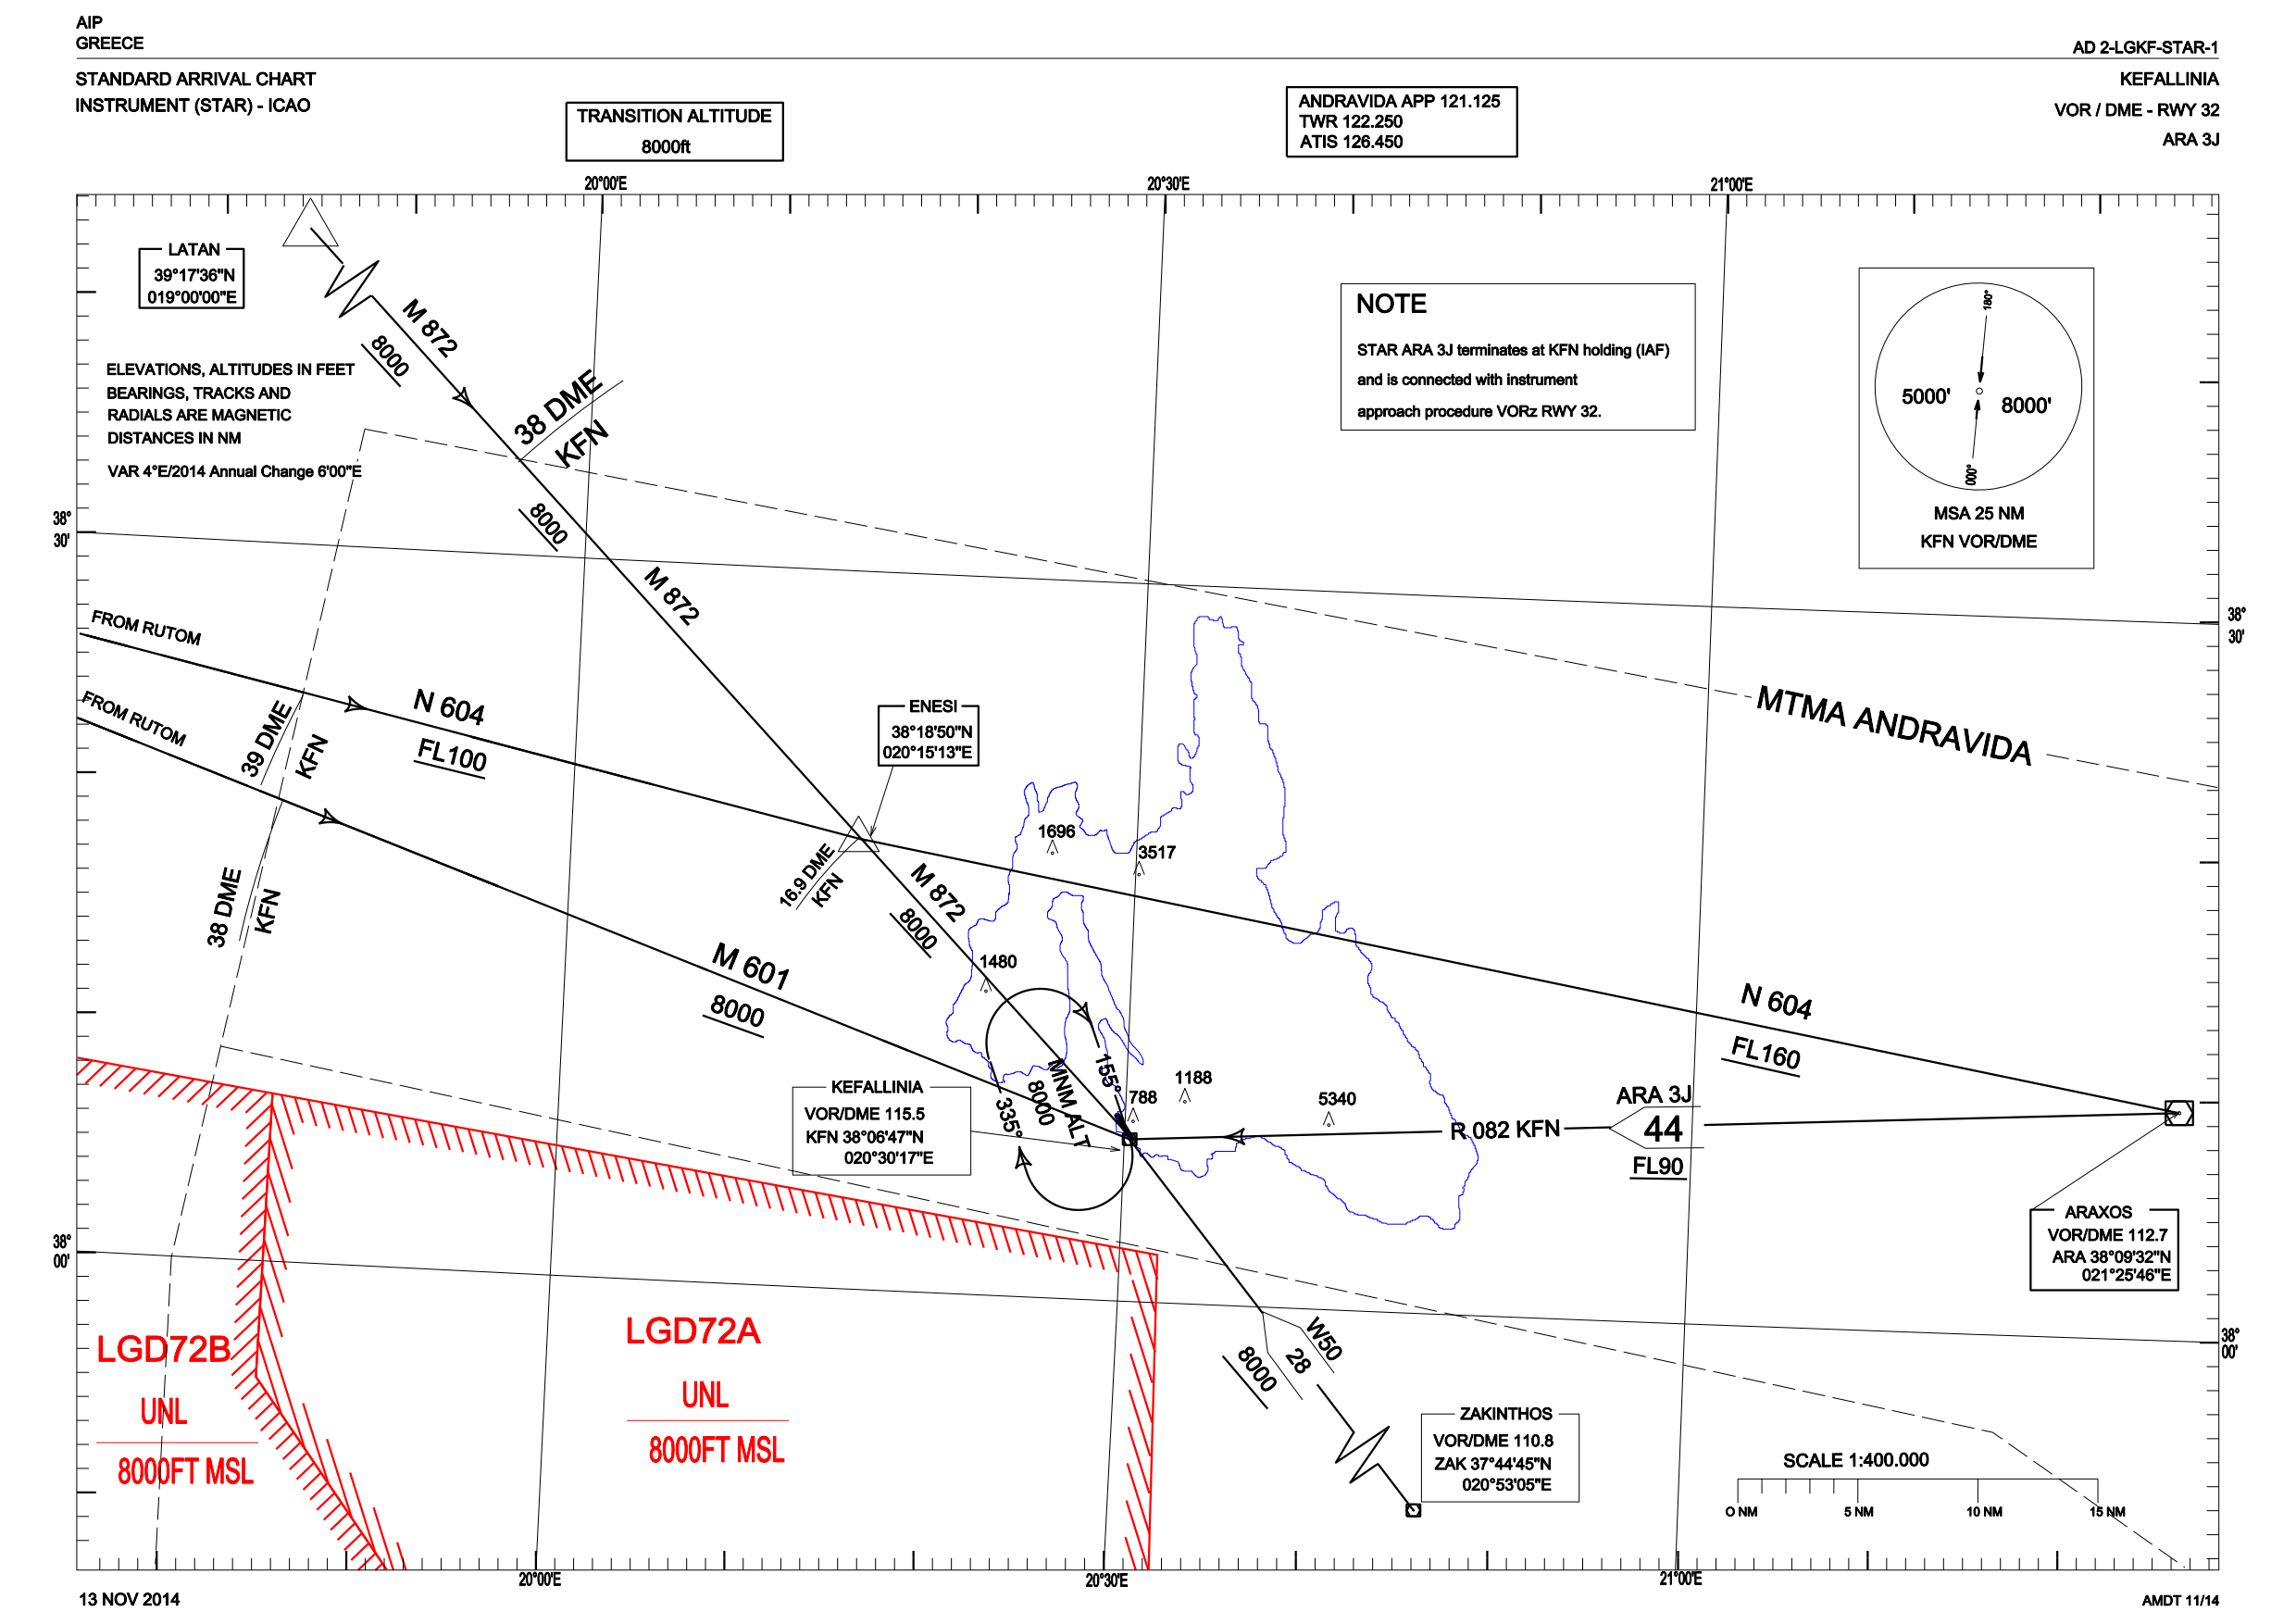 AIP
GREECE
AD 2-LGKF-STAR-1
STANDARD ARRIVAL CHART
INSTRUMENT (STAR) - ICAO
TRANSITION ALTITUDE
8000ft
ANDRAVIDA APP 121.125
TWR 122.250
ATIS 126.450
KEFALLINIA
VOR / DME - RWY 32
ARA 3J
20°00'E
20°30'E
21°00'E
LATAN
39°17'36"N
019°00'00"E
ELEVATIONS, ALTITUDES IN FEET
BEARINGS, TRACKS AND
RADIALS ARE MAGNETIC
DISTANCES IN NM
VAR 4°E/2014 Annual Change 6'00"E
M 872
8000
38 DME
KFN
8000
M 872
NOTE
STAR ARA 3J terminates at KFN holding (IAF)
and is connected with instrument
approach procedure VORz RWY 32.
180°
5000'
8000'
000°
MSA 25 NM
KFN VOR/DME
38°
30'
38°
30'
FROM RUTOM
FROM RUTOM
N 604
FL100
39 DME
KFN
38 DME
KFN
ENESI
38°18'50"N
020°15'13"E
MTMA ANDRAVIDA
16.9 DME
KFN
M 872
8000
1696
3517
1480
M 601
8000
N 604
FL160
KEFALLINIA
VOR/DME 115.5
KFN 38°06'47"N
020°30'17"E
335°
8000
MNM ALT
155°
788
1188
5340
R 082 KFN
ARA 3J
44
FL90
ARAXOS
VOR/DME 112.7
ARA 38°09'32"N
021°25'46"E
38°
00'
38°
00'
LGD72B
UNL
8000FT MSL
LGD72A
UNL
8000FT MSL
W50
28
8000
ZAKINTHOS
VOR/DME 110.8
ZAK 37°44'45"N
020°53'05"E
SCALE 1:400.000
O NM
5 NM
10 NM
15 NM
20°00'E
20°30'E
21°00'E
13 NOV 2014
AMDT 11/14